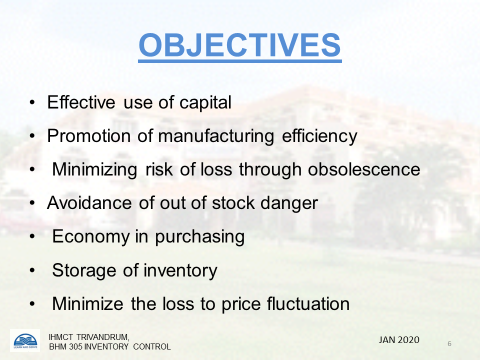 OBJECTIVES
• Effective use of capital
• Promotion of manufacturing efficiency
• Minimizing risk of loss through obsolescence
• Avoidance of out of stock danger
• Economy in purchasing
• Storage of inventory
• Minimize the loss to price fluctuation
IHMCT TRIVANDRUM,
BHM 305 INVENTORY CONTROL
JAN 2020
6